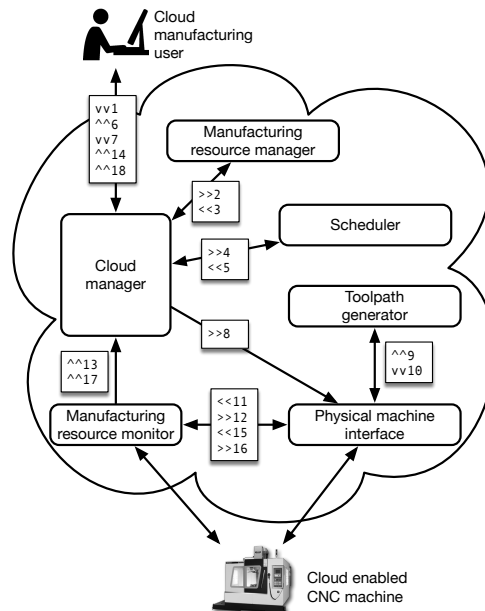 Cloud
manufacturing
user
vv1
^^6
vv7
^^14
^^18
Manufacturing
resource manager
>>2
<<3
Scheduler
>>4
<<5
Cloud
manager
Toolpath
generator
>>8
^^9
vv10
^^13
^^17
Manufacturing
resource monitor
<<11
>>12
<<15
>>16
Physical machine
interface
Cloud enabled
CNC machine